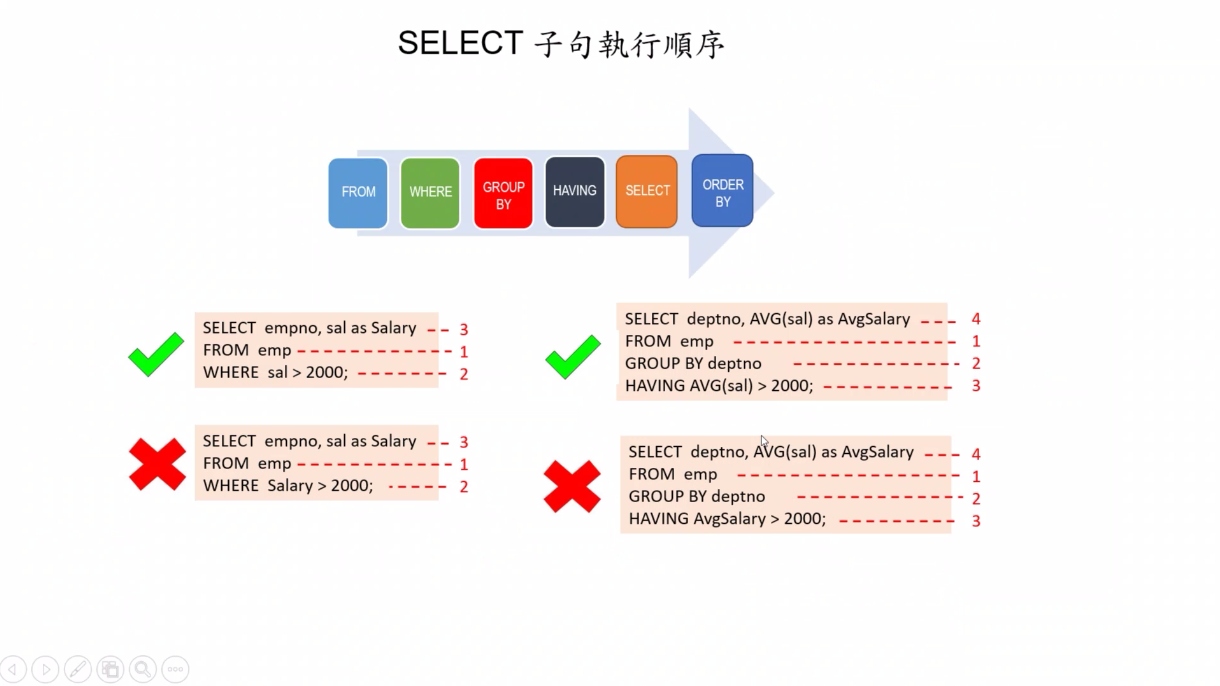 SELECT 子句執行順序
FROM
WHERE
GROUP
BY
HAVING
SELECT
ORDER
BY
SELECT empno, sal as Salary 3
FROM emp 1
WHERE sal > 2000; 2
SELECT deptno, AVG(sal) as AvgSalary 4
FROM emp 1
GROUP BY deptno 2
HAVING AVG(sal) > 2000; 3
SELECT empno, sal as Salary 3
FROM emp 1
WHERE Salary > 2000; 2
SELECT deptno, AVG(sal) as AvgSalary 4
FROM emp 1
GROUP BY deptno 2
HAVING AvgSalary > 2000; 3